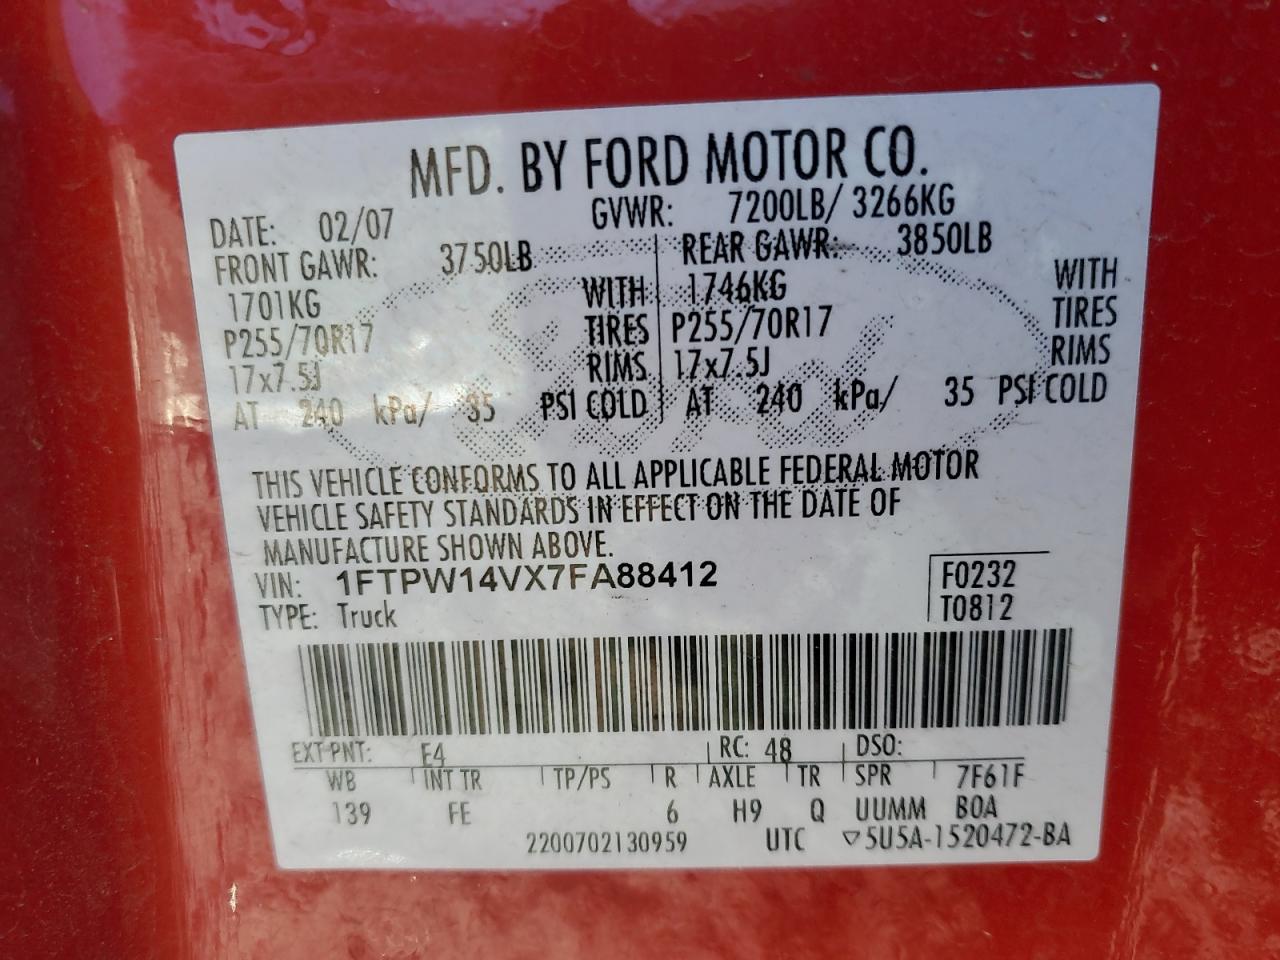 MFD. BY FORD MOTOR CO.
DATE: 02/07 GVWR: 7200LB/ 3266KG
FRONT GAWR: 3750LB REAR GAWR: 3850LB
1701KG WITH 1746KG WITH
P255/70R17 TIRES P255/70R17 TIRES
17x7.5J RIMS 17x7.5J RIMS
AT 240 kPa/ 35 PSI COLD AT 240 kPa/ 35 PSI COLD
THIS VEHICLE CONFORMS TO ALL APPLICABLE FEDERAL MOTOR
VEHICLE SAFETY STANDARDS IN EFFECT ON THE DATE OF
MANUFACTURE SHOWN ABOVE.
VIN: 1FTPW14VX7FA88412 F0232
TYPE: Truck T0812
EXT PNT: E4 RC: 48 DSO:
WB INT TR TP/PS R AXLE TR SPR 7F61F
139 FE 6 H9 Q UUMM BOA
2200702130959 UTC ▽5U5A-1520472-BA